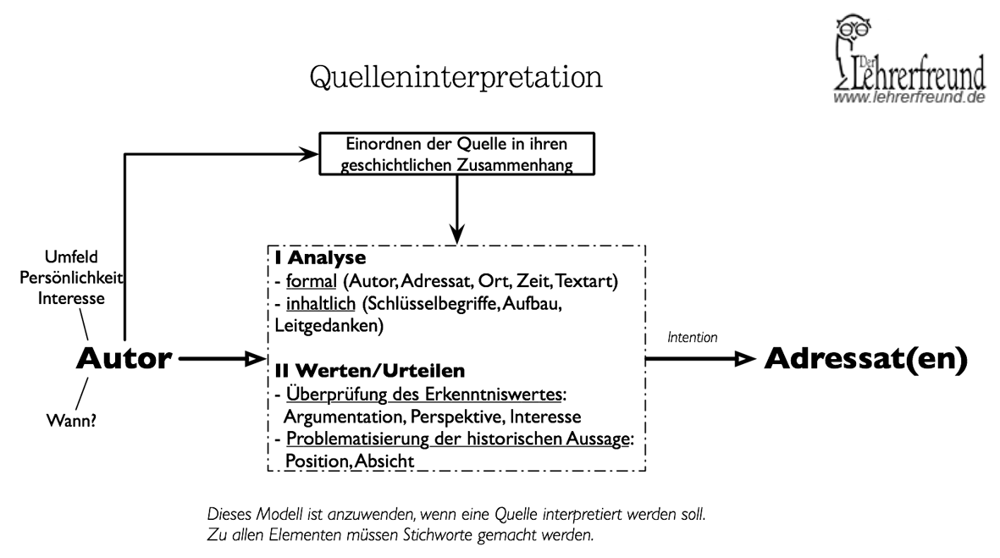 Der
Lehrerfreund
www.lehrerfreund.de
Quelleninterpretation
Einordnen der Quelle in ihren
geschichtlichen Zusammenhang
Umfeld
Persönlichkeit
Interesse
Autor
Wann?
I Analyse
- formal (Autor, Adressat, Ort, Zeit, Textart)
- inhaltlich (Schlüsselbegriffe, Aufbau,
Leitgedanken)
II Werten/Urteilen
- Überprüfung des Erkenntniswertes:
Argumentation, Perspektive, Interesse
- Problematisierung der historischen Aussage:
Position, Absicht
Intention
Adressat(en)
Dieses Modell ist anzuwenden, wenn eine Quelle interpretiert werden soll.
Zu allen Elementen müssen Stichworte gemacht werden.